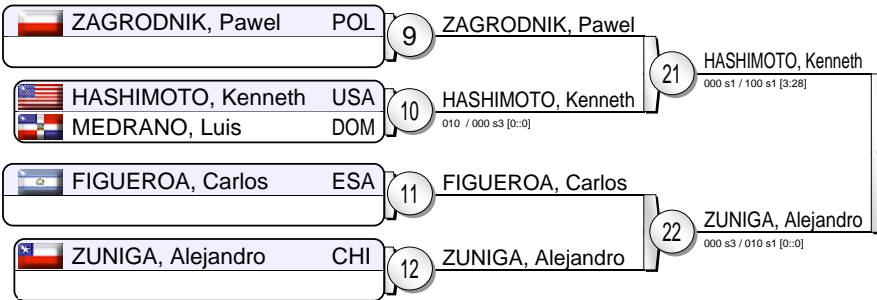 ZAGRODNIK, Pawel POL
9
ZAGRODNIK, Pawel
HASHIMOTO, Kenneth USA
MEDRANO, Luis DOM
10
HASHIMOTO, Kenneth
010 / 000 s3 [0::0]
21
HASHIMOTO, Kenneth
000 s1 / 100 s1 [3:28]
FIGUEROA, Carlos ESA
11
FIGUEROA, Carlos
ZUNIGA, Alejandro CHI
12
ZUNIGA, Alejandro
22
ZUNIGA, Alejandro
000 s3 / 010 s1 [0::0]